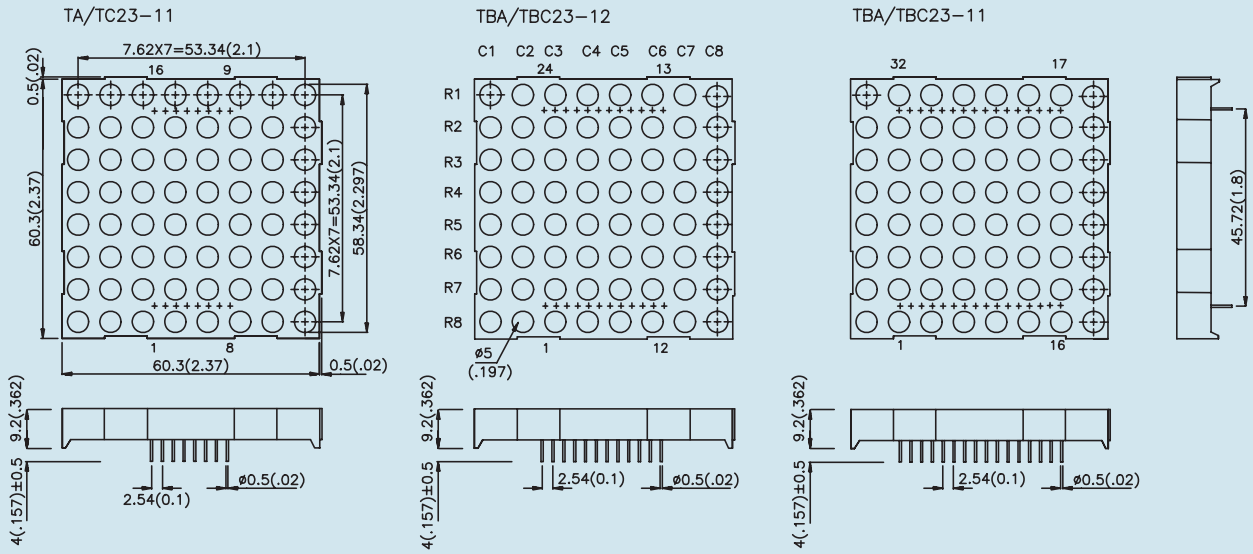 TA/TC23-11
TBA/TBC23-12
TBA/TBC23-11
7.62X7=53.34(2.1)
16
9
0.5(.02)
60.3(2.37)
7.62X7=53.34(2.1)
58.34(2.297)
1
8
60.3(2.37)
0.5(.02)
C1 C2 C3 C4 C5 C6 C7 C8
24
13
R1
R2
R3
R4
R5
R6
R7
R8
ø5
(.197)
1
12
32
17
1
16
45.72(1.8)
9.2(.362)
4(.157)±0.5
2.54(0.1)
ø0.5(.02)
9.2(.362)
4(.157)±0.5
2.54(0.1)
ø0.5(.02)
9.2(.362)
4(.157)±0.5
2.54(0.1)
ø0.5(.02)